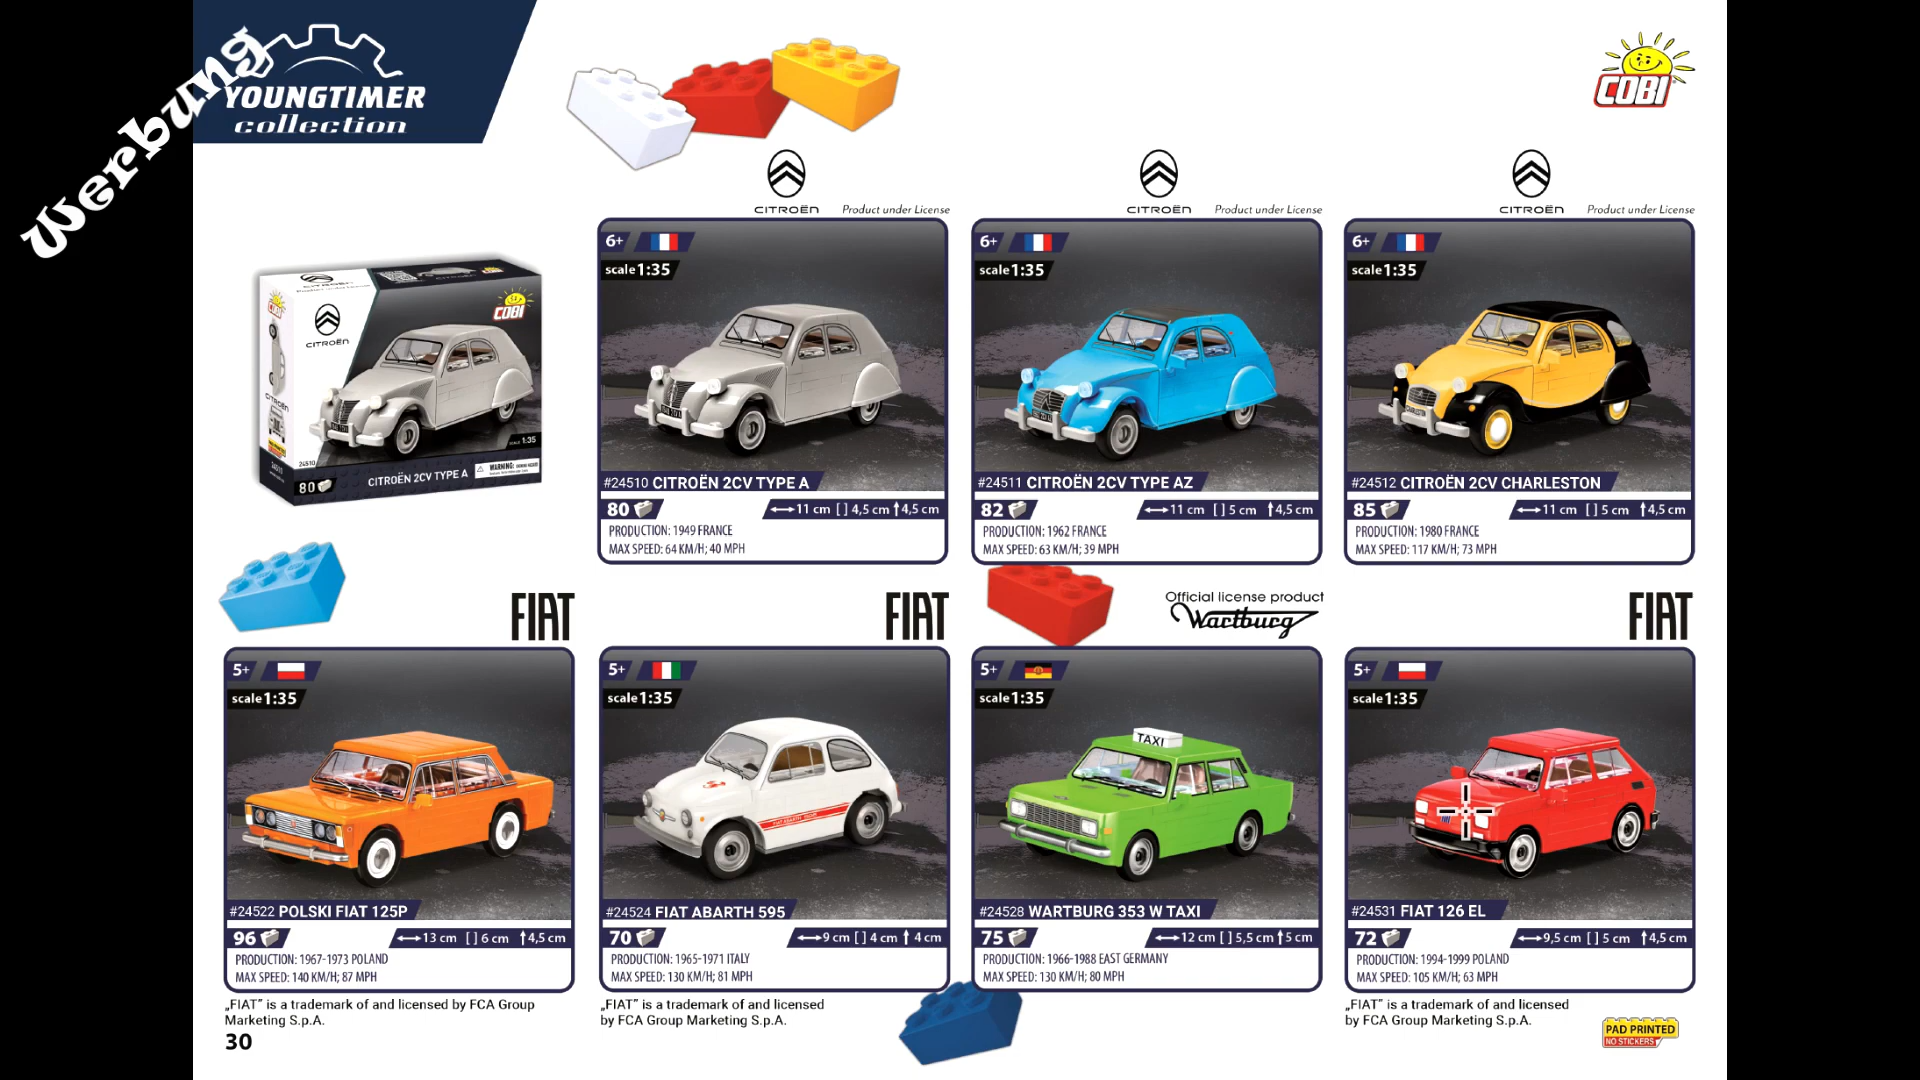 Werbung
YOUNGTIMER
collection
COBI
CITROËN
Product under License
CITROËN
Product under License
CITROËN
Product under License
COBI
CITROËN
COBI
CITROËN
CITROËN
24510
80
CITROËN 2CV TYPE A
WARNING:
SCALE 1:35
6+
scale 1:35
#24510 CITROËN 2CV TYPE A
80
11 cm [ ] 4,5 cm 4,5 cm
PRODUCTION: 1949 FRANCE
MAX SPEED: 64 KM/H; 40 MPH
6+
scale 1:35
#24511 CITROËN 2CV TYPE AZ
82
11 cm [ ] 5 cm 4,5 cm
PRODUCTION: 1962 FRANCE
MAX SPEED: 63 KM/H; 39 MPH
6+
scale 1:35
CHARLESTON
#24512 CITROËN 2CV CHARLESTON
85
11 cm [ ] 5 cm 4,5 cm
PRODUCTION: 1980 FRANCE
MAX SPEED: 117 KM/H; 73 MPH
FIAT
5+
scale 1:35
#24522 POLSKI FIAT 125P
96
13 cm [ ] 6 cm 4,5 cm
PRODUCTION: 1967-1973 POLAND
MAX SPEED: 140 KM/H; 87 MPH
„FIAT” is a trademark of and licensed by FCA Group
Marketing S.p.A.
FIAT
5+
scale 1:35
FIAT ABARTH
#24524 FIAT ABARTH 595
70
9 cm [ ] 4 cm 4 cm
PRODUCTION: 1965-1971 ITALY
MAX SPEED: 130 KM/H; 81 MPH
„FIAT” is a trademark of and licensed
by FCA Group Marketing S.p.A.
Official license product
Wartburg
5+
scale 1:35
TAXI
#24528 WARTBURG 353 W TAXI
75
12 cm [ ] 5,5 cm 5 cm
PRODUCTION: 1966-1988 EAST GERMANY
MAX SPEED: 130 KM/H; 80 MPH
FIAT
5+
scale 1:35
#24531 FIAT 126 EL
72
9,5 cm [ ] 5 cm 4,5 cm
PRODUCTION: 1994-1999 POLAND
MAX SPEED: 105 KM/H; 63 MPH
„FIAT” is a trademark of and licensed
by FCA Group Marketing S.p.A.
PAD PRINTED
NO STICKERS
30